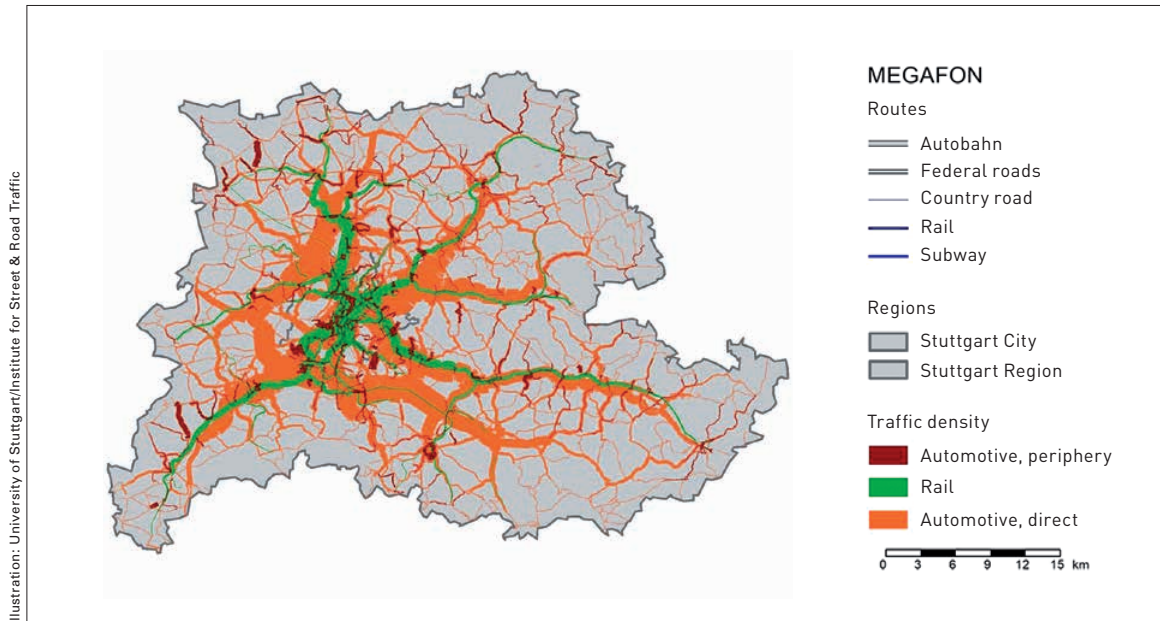 Illustration: University of Stuttgart/Institute for Street & Road Traffic
MEGAFON
Routes
Autobahn
Federal roads
Country road
Rail
Subway
Regions
Stuttgart City
Stuttgart Region
Traffic density
Automotive, periphery
Rail
Automotive, direct
0 3 6 9 12 15 km